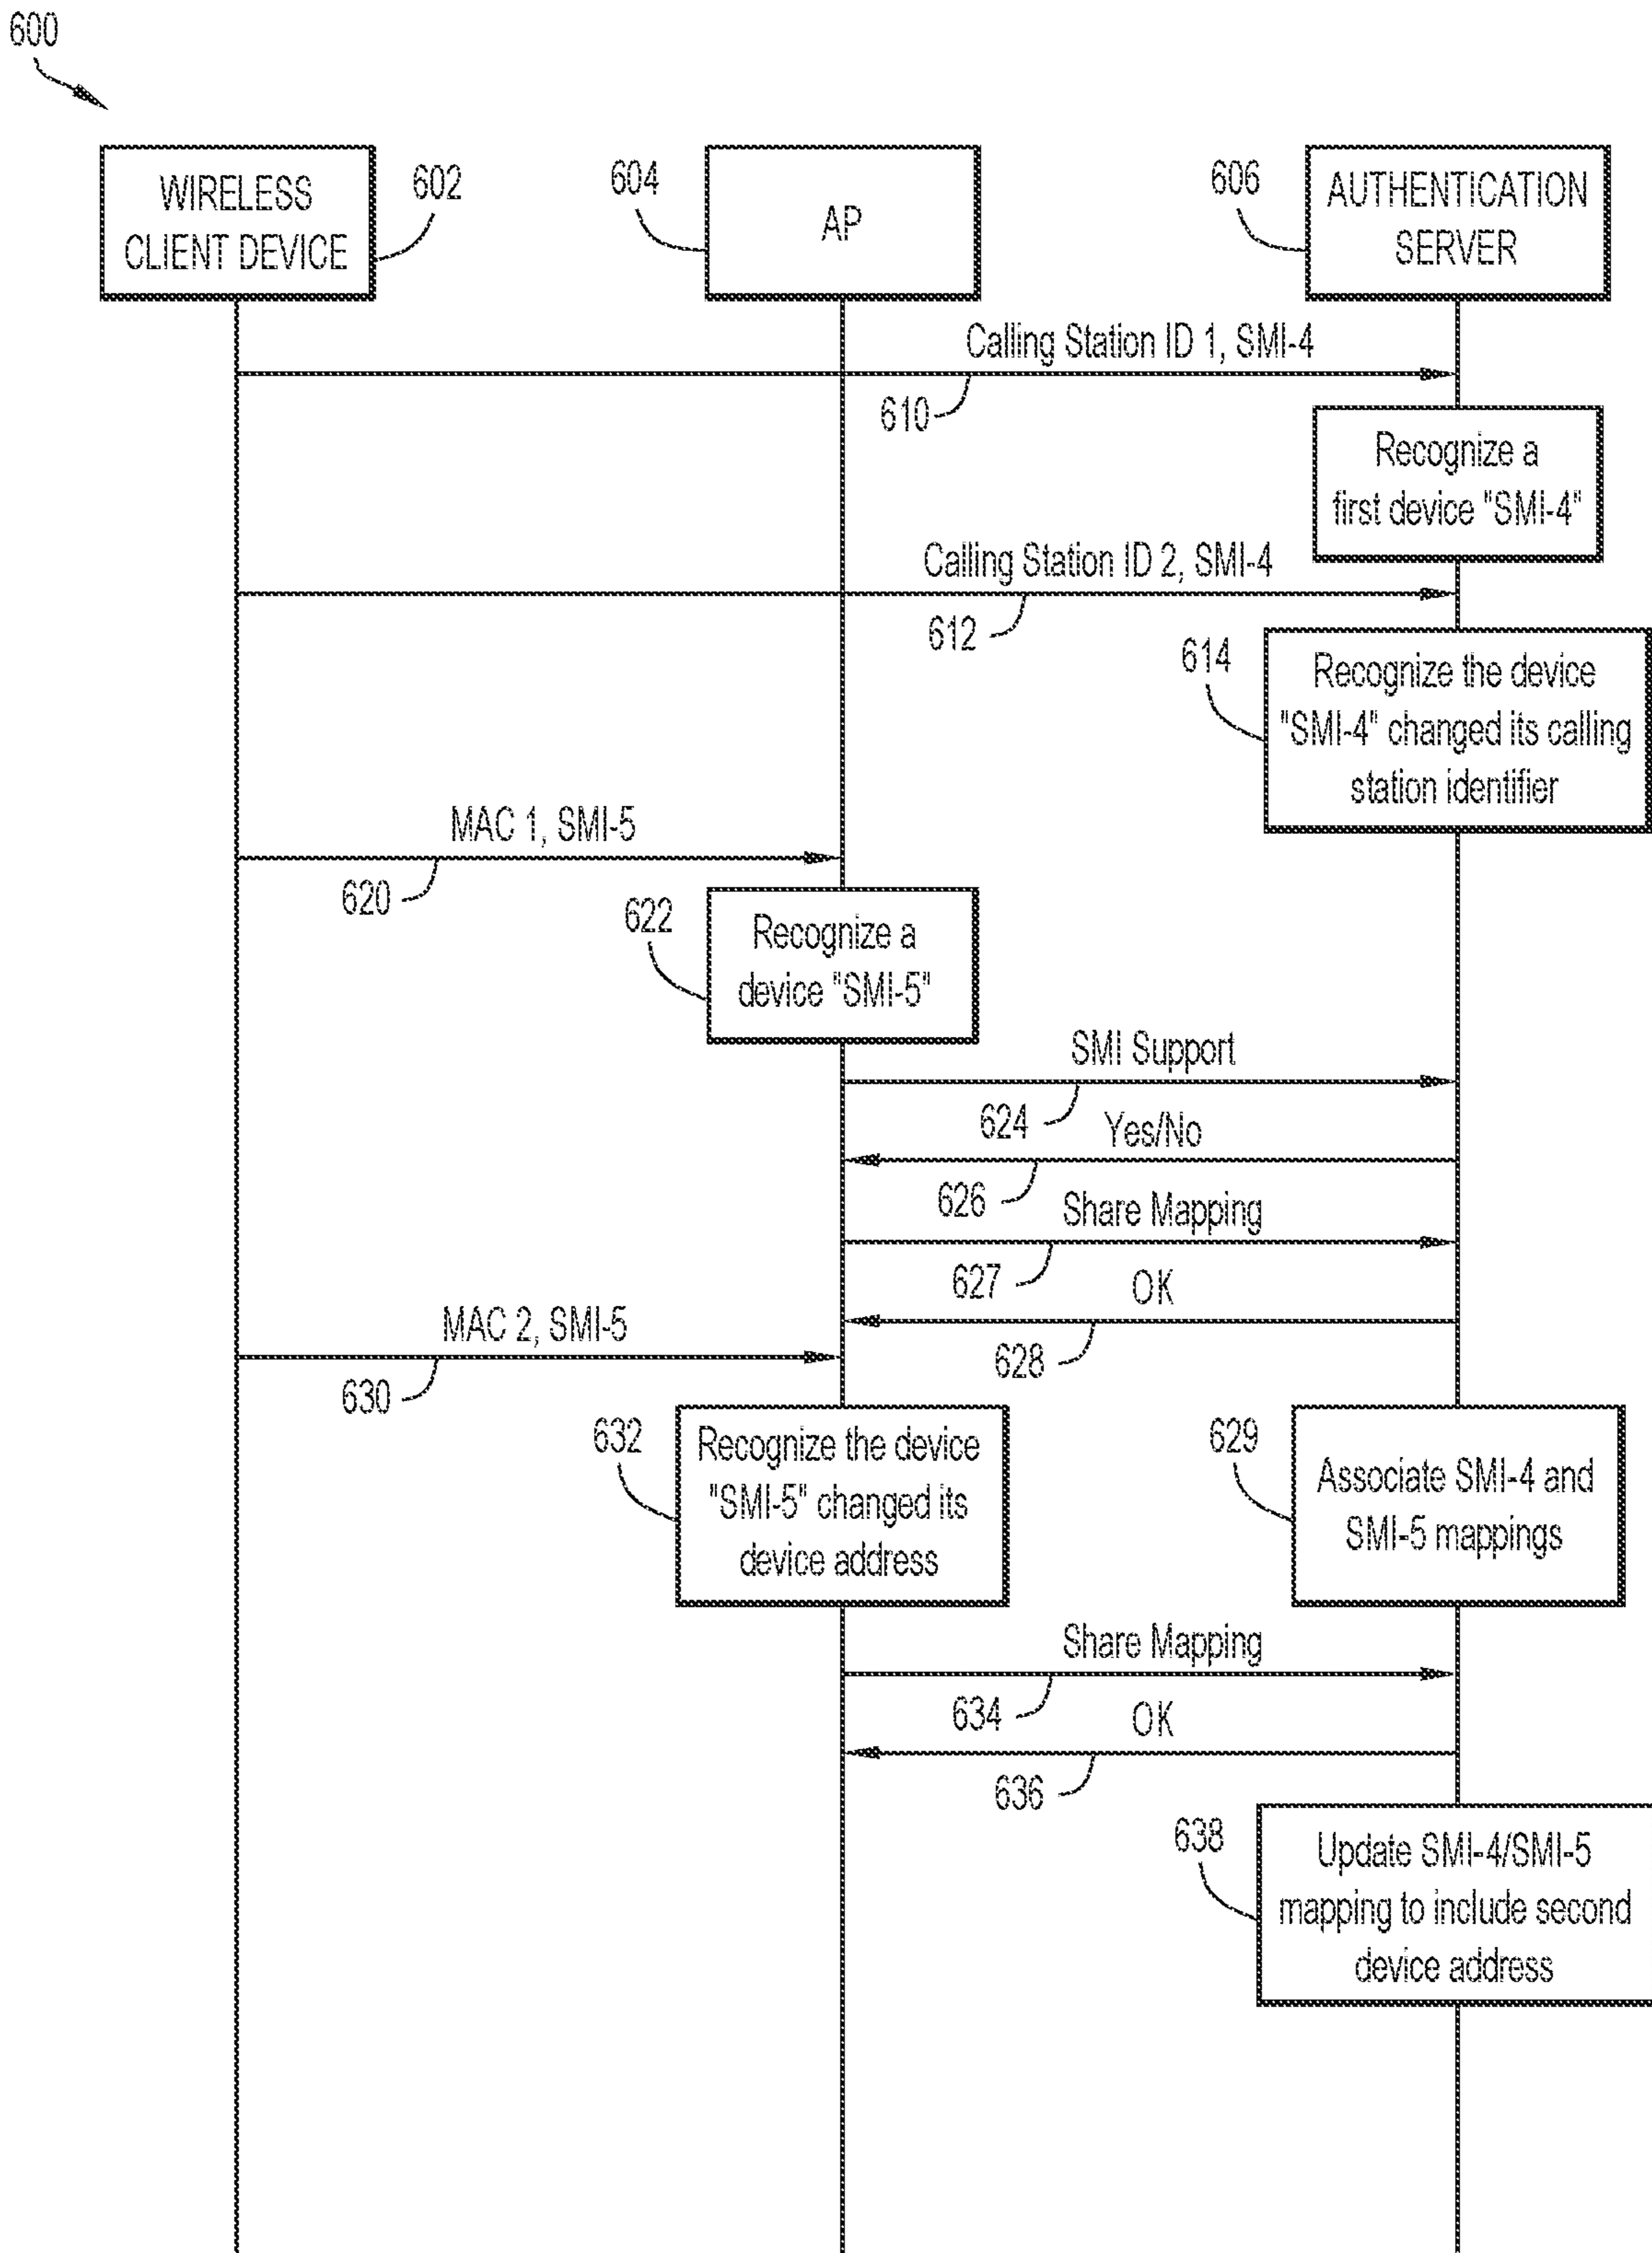 600
WIRELESS
CLIENT DEVICE
602
604
AP
606
AUTHENTICATION
SERVER
Calling Station ID 1, SMI-4
610
Recognize a
first device "SMI-4"
Calling Station ID 2, SMI-4
612
614
Recognize the device
"SMI-4" changed its calling
station identifier
MAC 1, SMI-5
620
622
Recognize a
device "SMI-5"
SMI Support
624
Yes/No
626
Share Mapping
627
OK
628
MAC 2, SMI-5
630
632
Recognize the device
"SMI-5" changed its
device address
629
Associate SMI-4 and
SMI-5 mappings
Share Mapping
634
OK
636
638
Update SMI-4/SMI-5
mapping to include second
device address